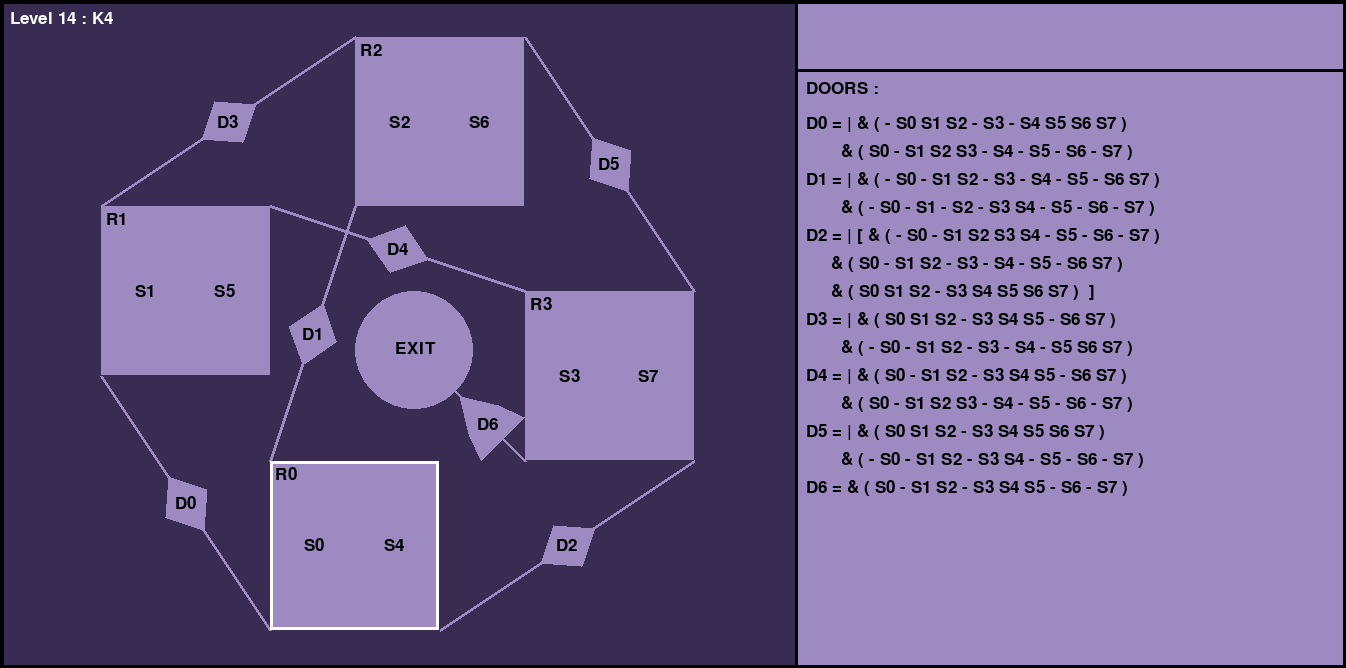 Level 14 : K4
R2
S2 S6
D3
D5
R1
S1 S5
D4
R3
S3 S7
D1
EXIT
D6
R0
S0 S4
D0
D2
DOORS :
D0 = | & ( - S0 S1 S2 - S3 - S4 S5 S6 S7 )
& ( S0 - S1 S2 S3 - S4 - S5 - S6 - S7 )
D1 = | & ( - S0 - S1 S2 - S3 - S4 - S5 - S6 S7 )
& ( - S0 - S1 - S2 - S3 S4 - S5 - S6 - S7 )
D2 = | [ & ( - S0 - S1 S2 S3 S4 - S5 - S6 - S7 )
& ( S0 - S1 S2 - S3 - S4 - S5 - S6 S7 )
& ( S0 S1 S2 - S3 S4 S5 S6 S7 ) ]
D3 = | & ( S0 S1 S2 - S3 S4 S5 - S6 S7 )
& ( - S0 - S1 S2 - S3 - S4 - S5 S6 S7 )
D4 = | & ( S0 - S1 S2 - S3 S4 S5 - S6 S7 )
& ( S0 - S1 S2 S3 - S4 - S5 - S6 - S7 )
D5 = | & ( S0 S1 S2 - S3 S4 S5 S6 S7 )
& ( - S0 - S1 S2 - S3 S4 - S5 - S6 - S7 )
D6 = & ( S0 - S1 S2 - S3 S4 S5 - S6 - S7 )